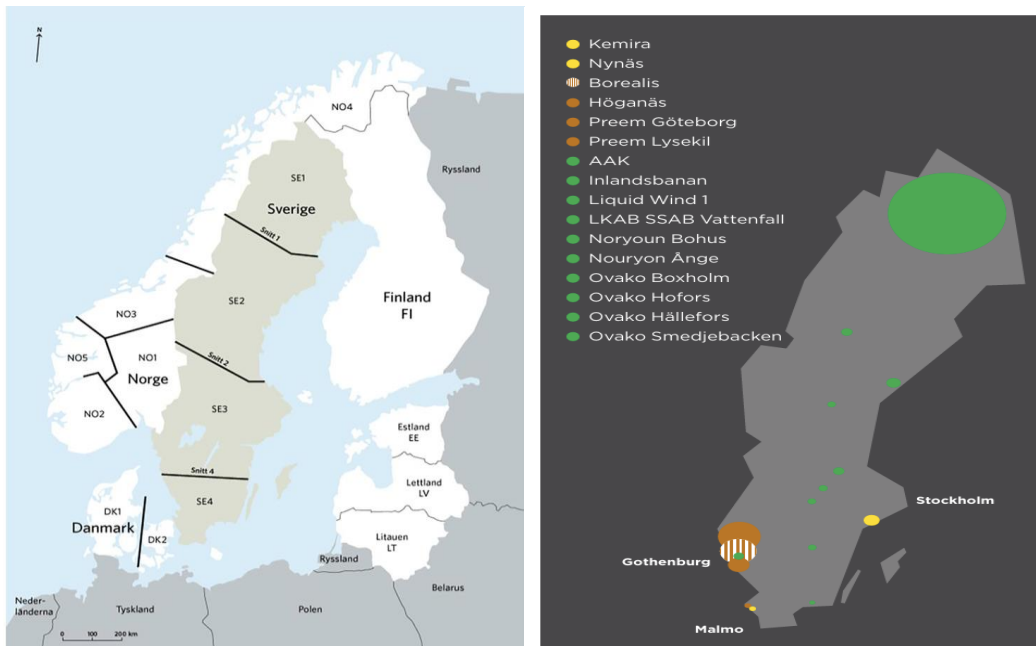 N
NO4
Ryssland
SE1
Sverige
Snitt 1
SE2
Finland
FI
NO3
NO5
NO1
Norge
Snitt 2
NO2
SE3
Estland
EE
Snitt 4
Lettland
LV
SE4
DK1
Danmark
DK2
Litauen
LT
Ryssland
Belarus
Neder-
länderna
Tyskland
Polen
0 100 200 km
Kemira
Nynäs
Borealis
Höganäs
Preem Göteborg
Preem Lysekil
AAK
Inlandsbanan
Liquid Wind 1
LKAB SSAB Vattenfall
Noryoun Bohus
Nouryon Ånge
Ovako Boxholm
Ovako Hofors
Ovako Hällefors
Ovako Smedjebacken
Stockholm
Gothenburg
Malmo